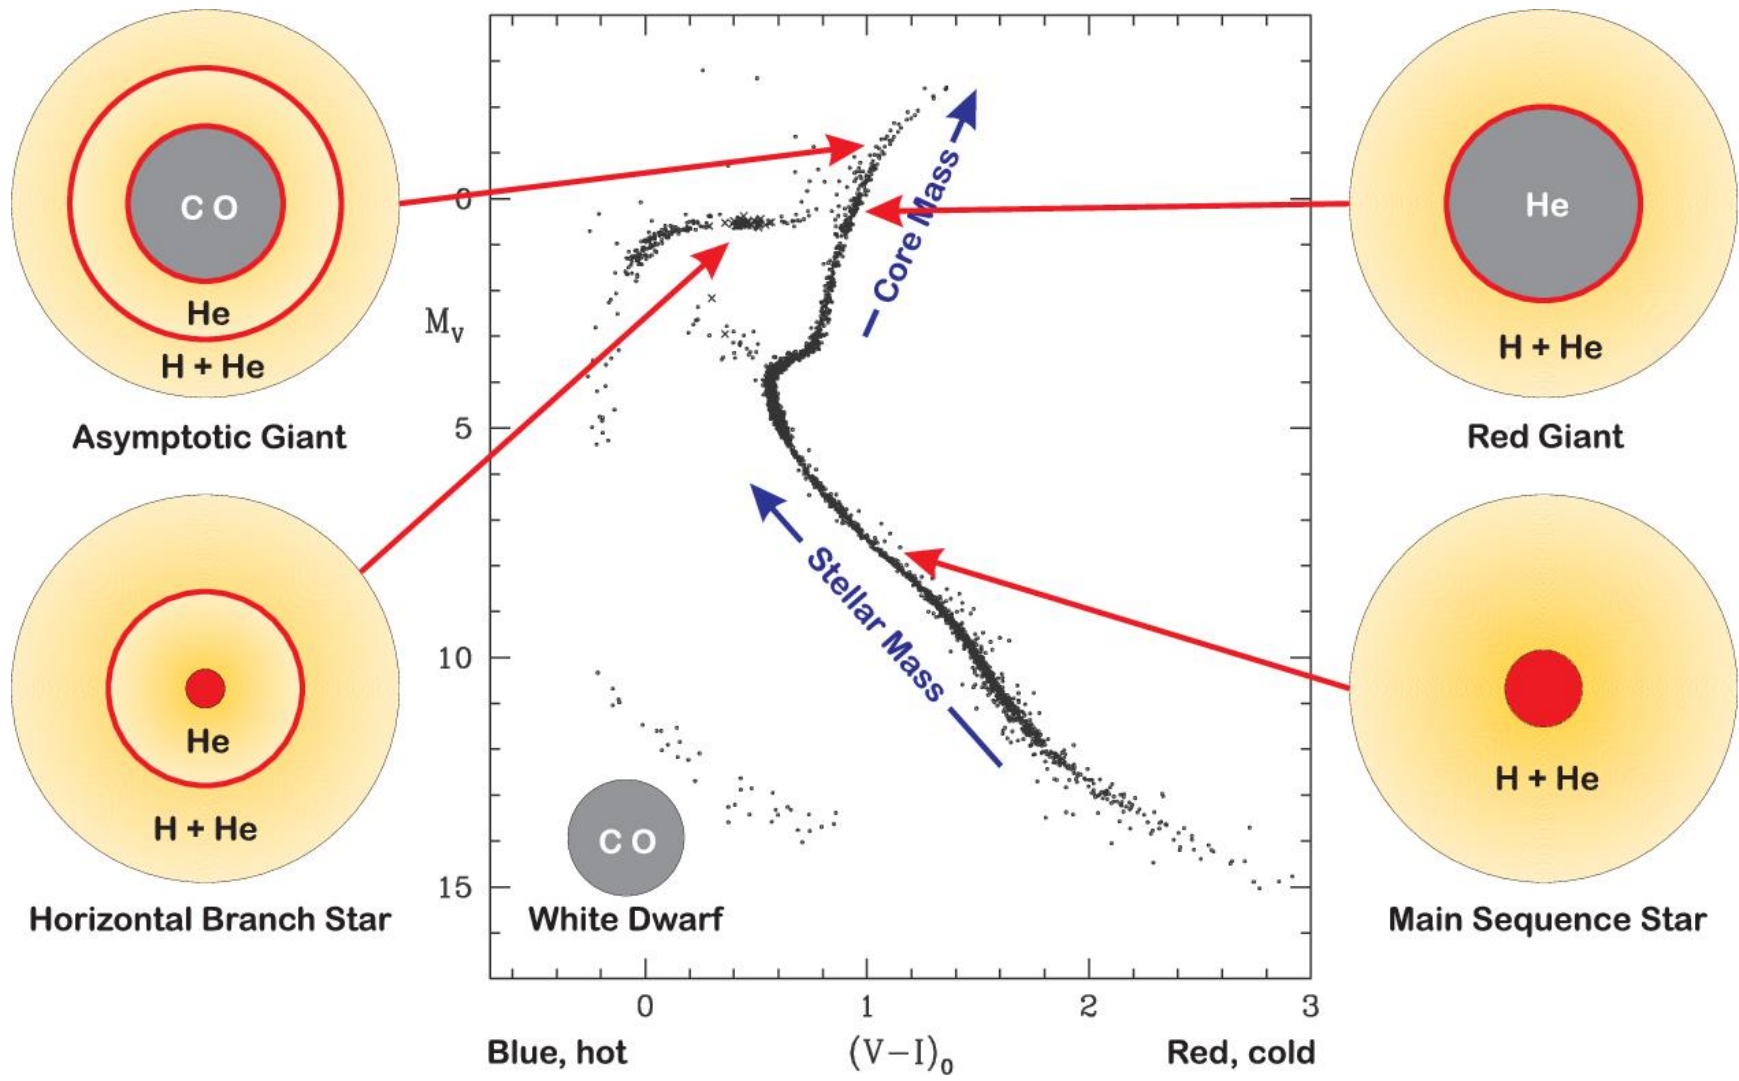 C O
He
H + He
Asymptotic Giant
He
H + He
Horizontal Branch Star
0
5
10
15
M_V
Core Mass
Stellar Mass
C O
White Dwarf
0 1 2 3
Blue, hot (V−I)₀ Red, cold
He
H + He
Red Giant
H + He
Main Sequence Star